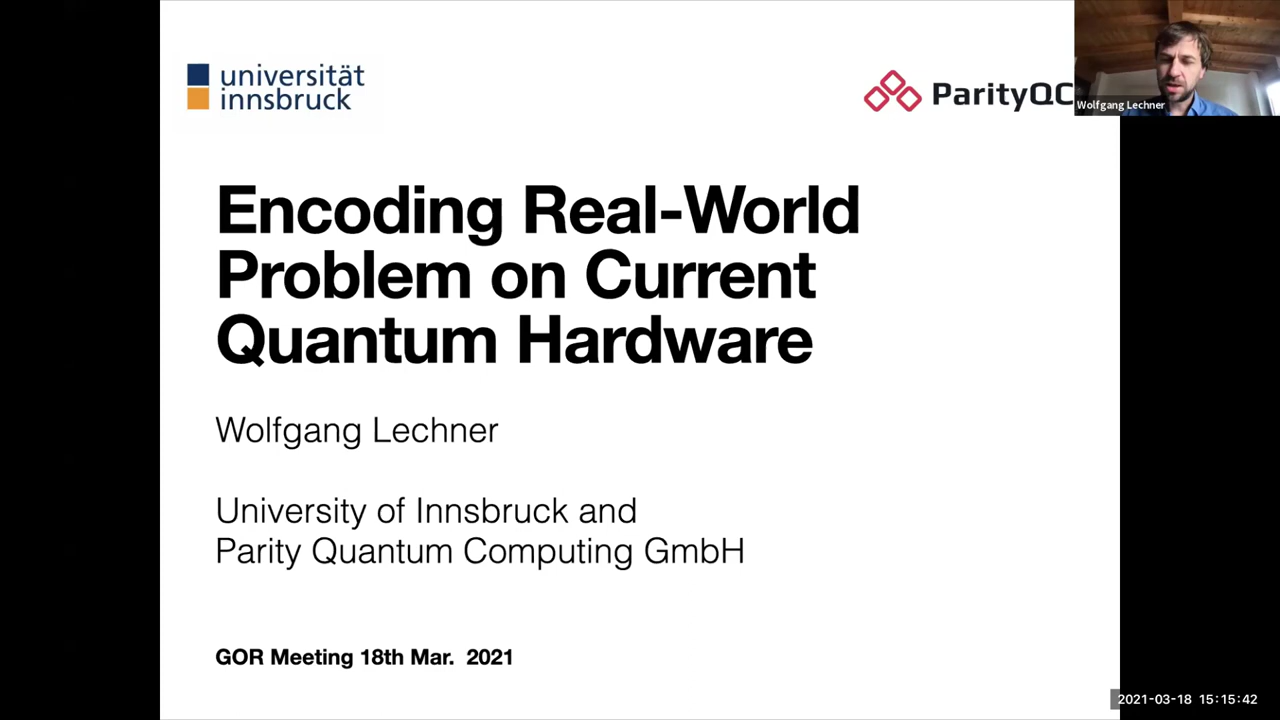 universität
innsbruck
ParityQC
Wolfgang Lechner
Encoding Real-World
Problem on Current
Quantum Hardware
Wolfgang Lechner
University of Innsbruck and
Parity Quantum Computing GmbH
GOR Meeting 18th Mar. 2021
2021-03-18 15:15:42